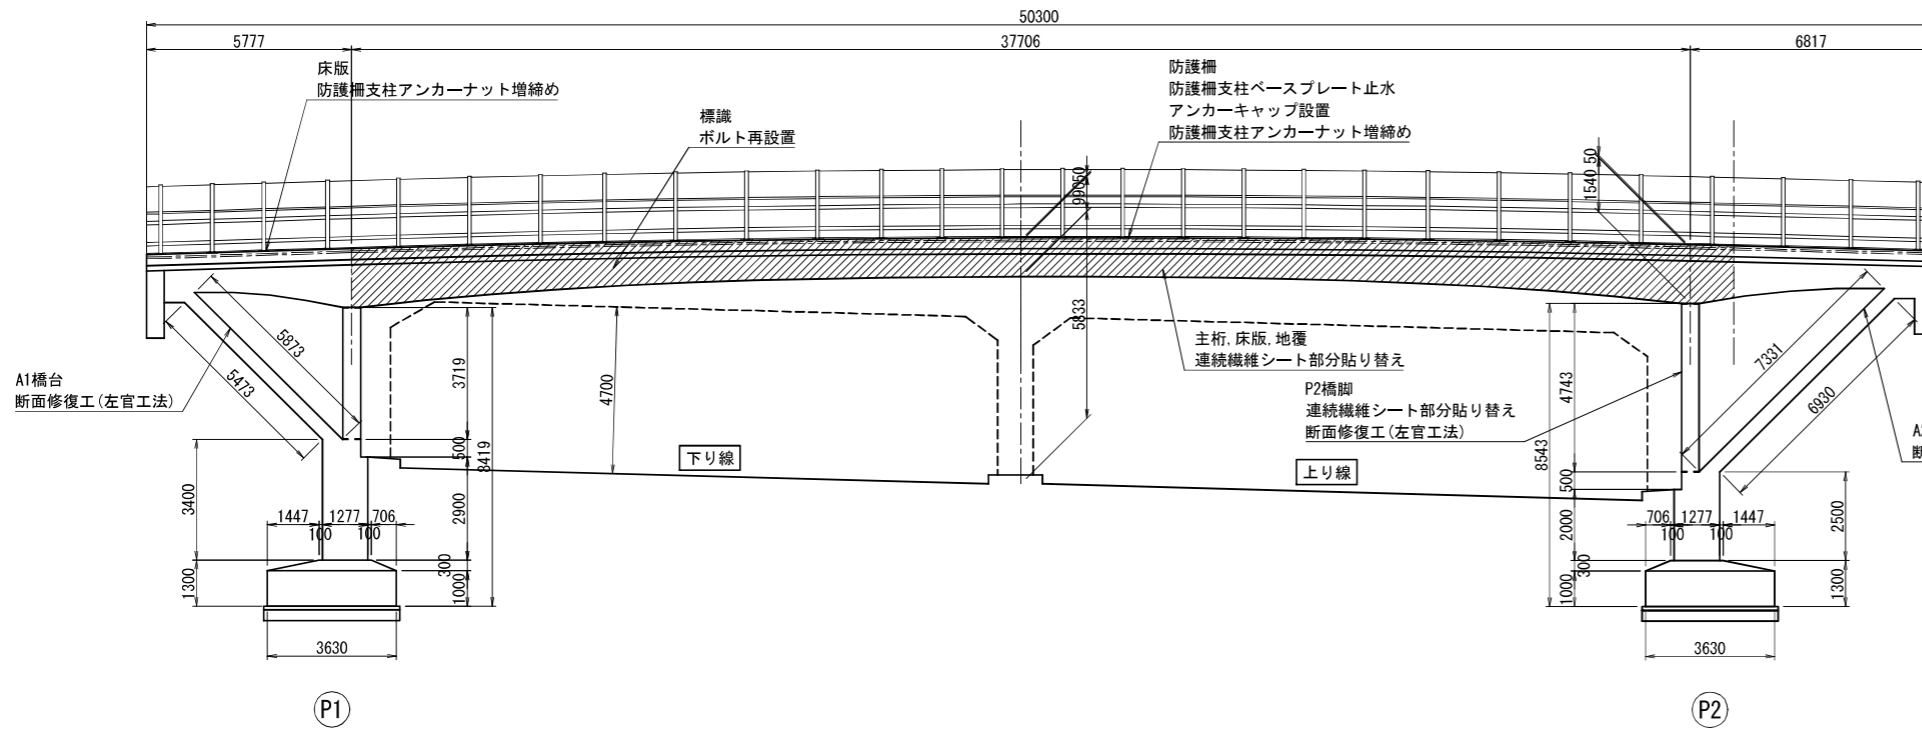 50300
5777
37706
6817
床版
防護柵支柱アンカーナット増締め
標識
ボルト再設置
防護柵
防護柵支柱ベースプレート止水
アンカーキャップ設置
防護柵支柱アンカーナット増締め
50
990
50
1540
5833
主桁,床版,地覆
連続繊維シート部分貼り替え
P2橋脚
連続繊維シート部分貼り替え
断面修復工(左官工法)
A1橋台
断面修復工(左官工法)
5873
5473
3719
4700
500
8419
2900
3400
1447
1277
706
100
100
300
1000
1300
3630
下り線
上り線
4743
8543
500
2000
7331
6930
706
1277
1447
100
100
300
1000
2500
1300
3630
P1
P2